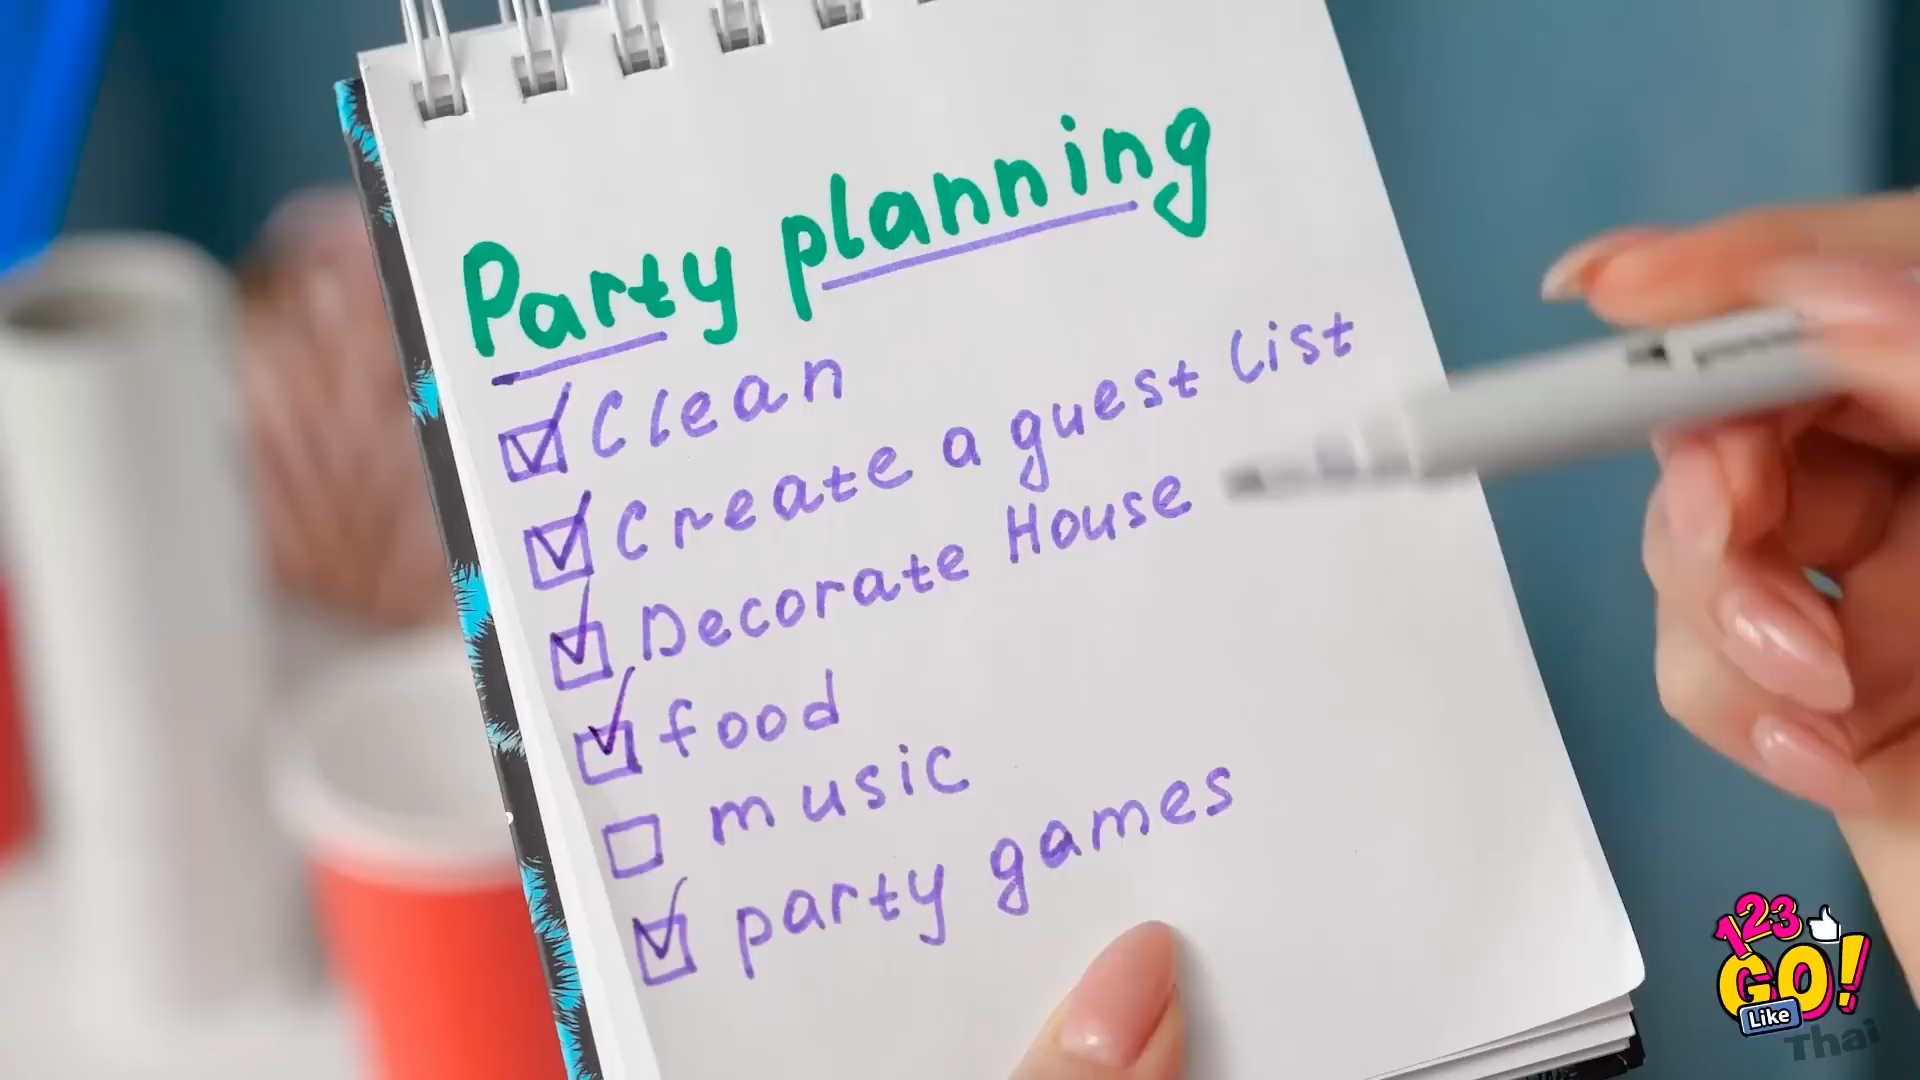 Party planning
Clean
Create a guest list
Decorate House
food
music
party games
123
GO!
Like
Thai